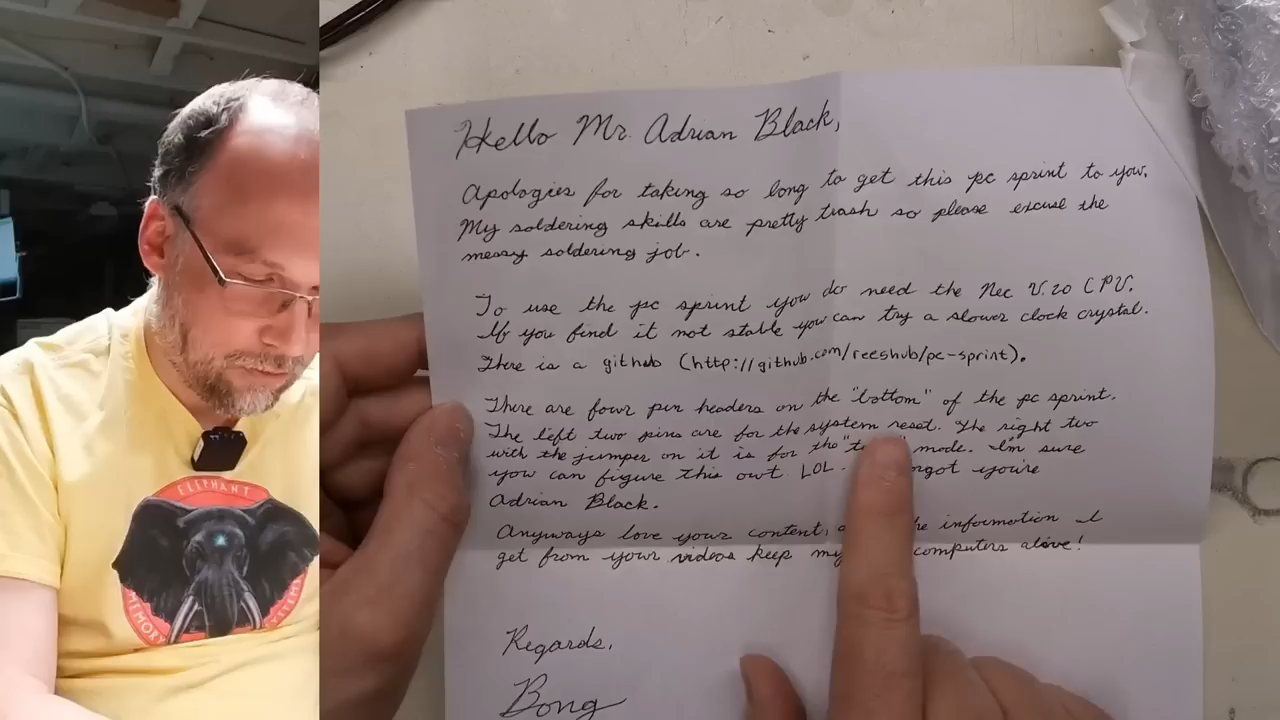 Hello Mr. Adrian Black,
Apologies for taking so long to get this pc sprint to you.
My soldering skills are pretty trash so please excuse the
messy soldering job.
To use the pc sprint you do need the Nec V.20 CPU.
If you find it not stable you can try a slower clock crystal.
There is a github (http://github.com/reeshub/pc-sprint).
There are four pin headers on the "bottom" of the pc sprint.
The left two pins are for the system reset. The right two
with the jumper on it is for the mode. I'm sure
you can figure this out LOL. you're
Adrian Black.
Anyways love your content, information I
get from your videos keep my computers alive!
Regards,
Bong
ELEPHANT
MEMORY SYSTEMS